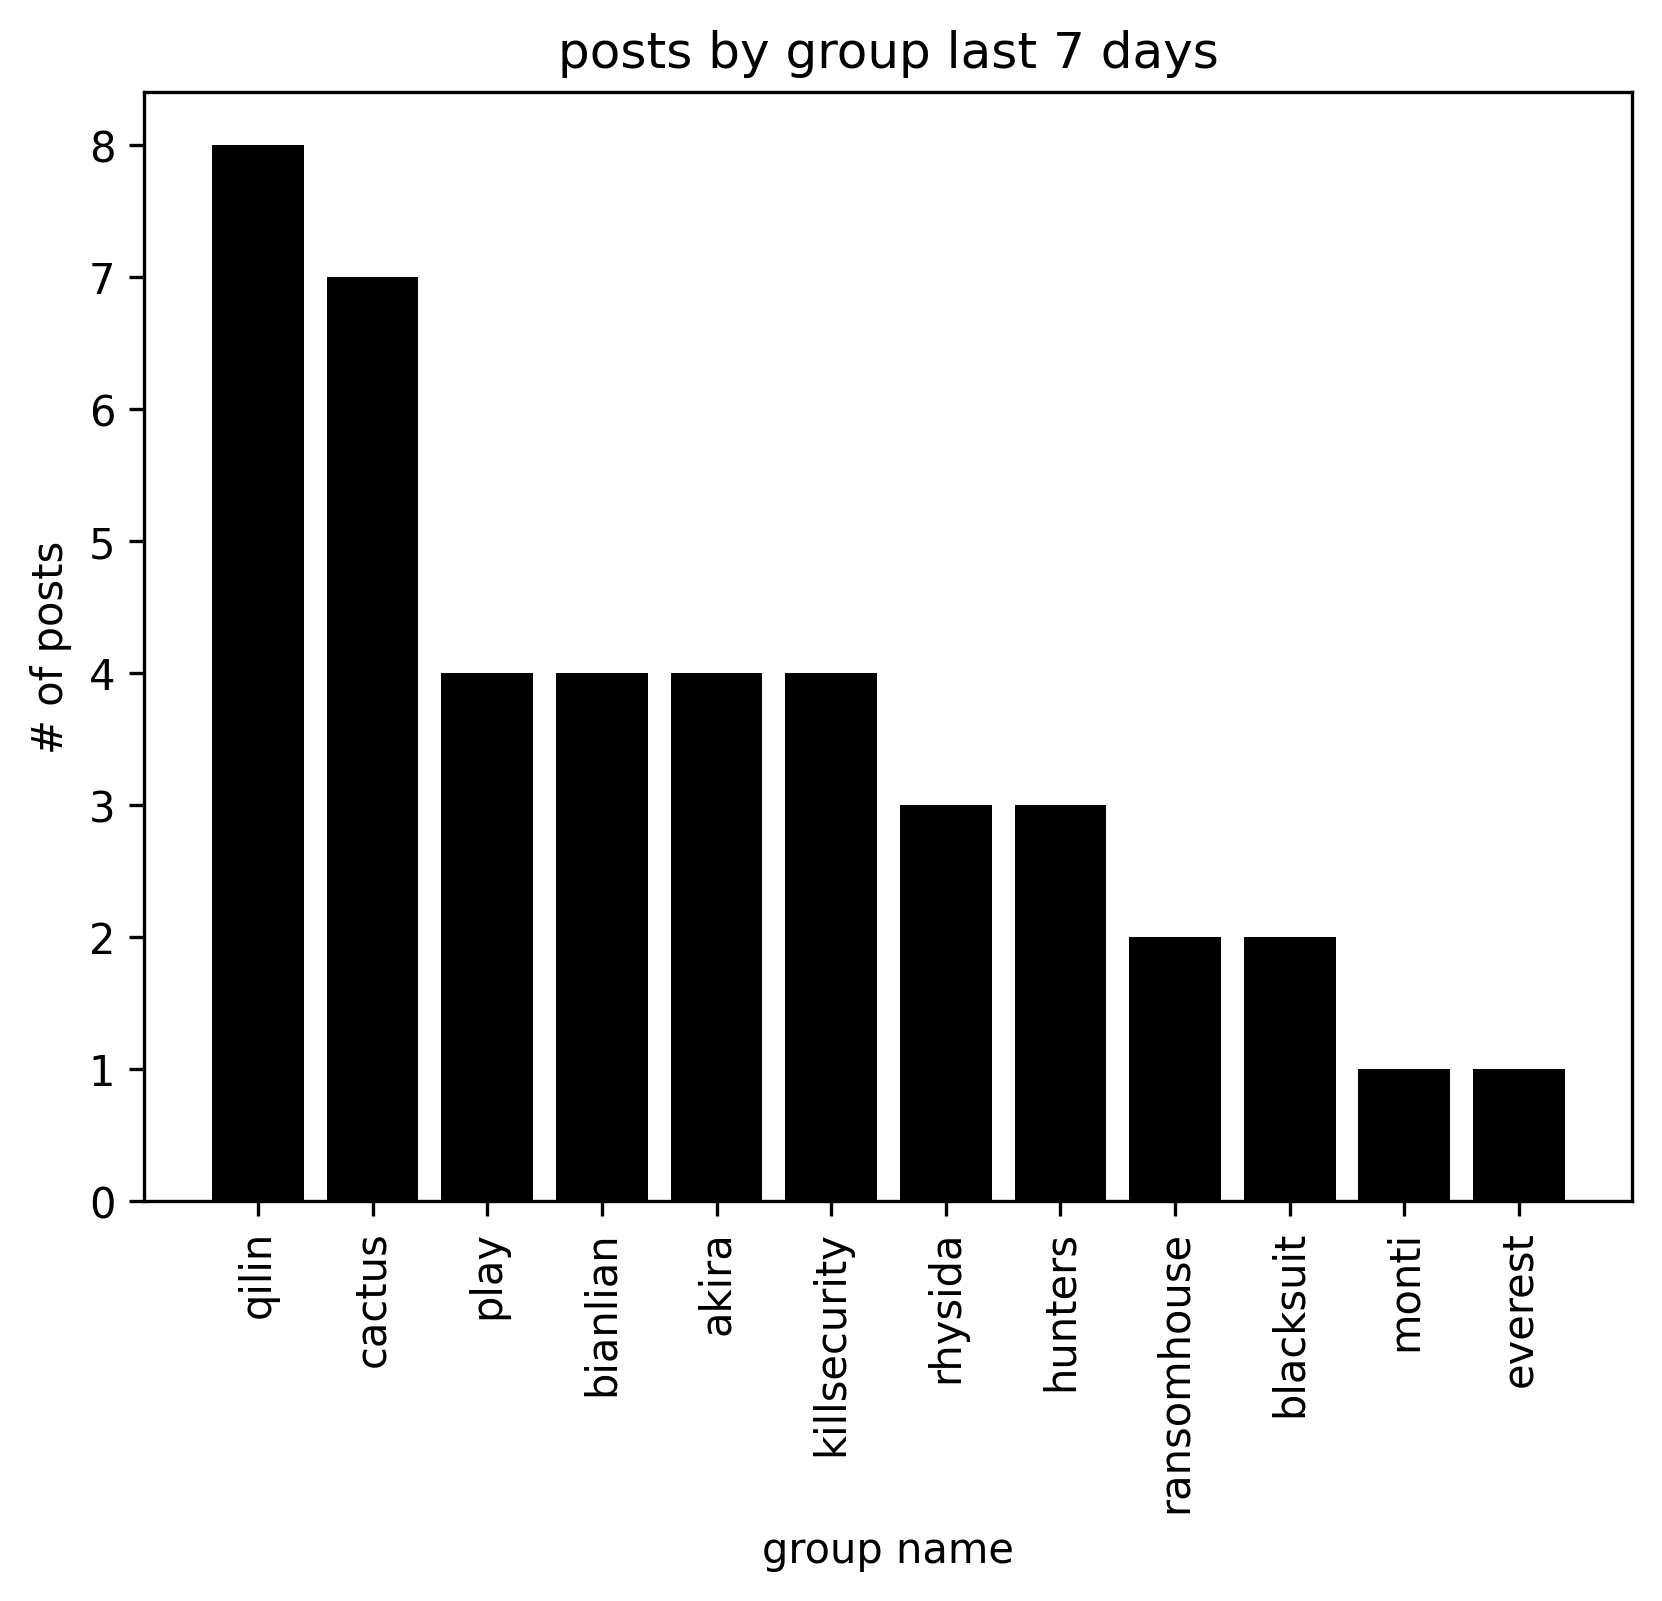 posts by group last 7 days
8
7
6
5
4
3
2
1
0
# of posts
qilin
cactus
play
bianlian
akira
killsecurity
rhysida
hunters
ransomhouse
blacksuit
monti
everest
group name